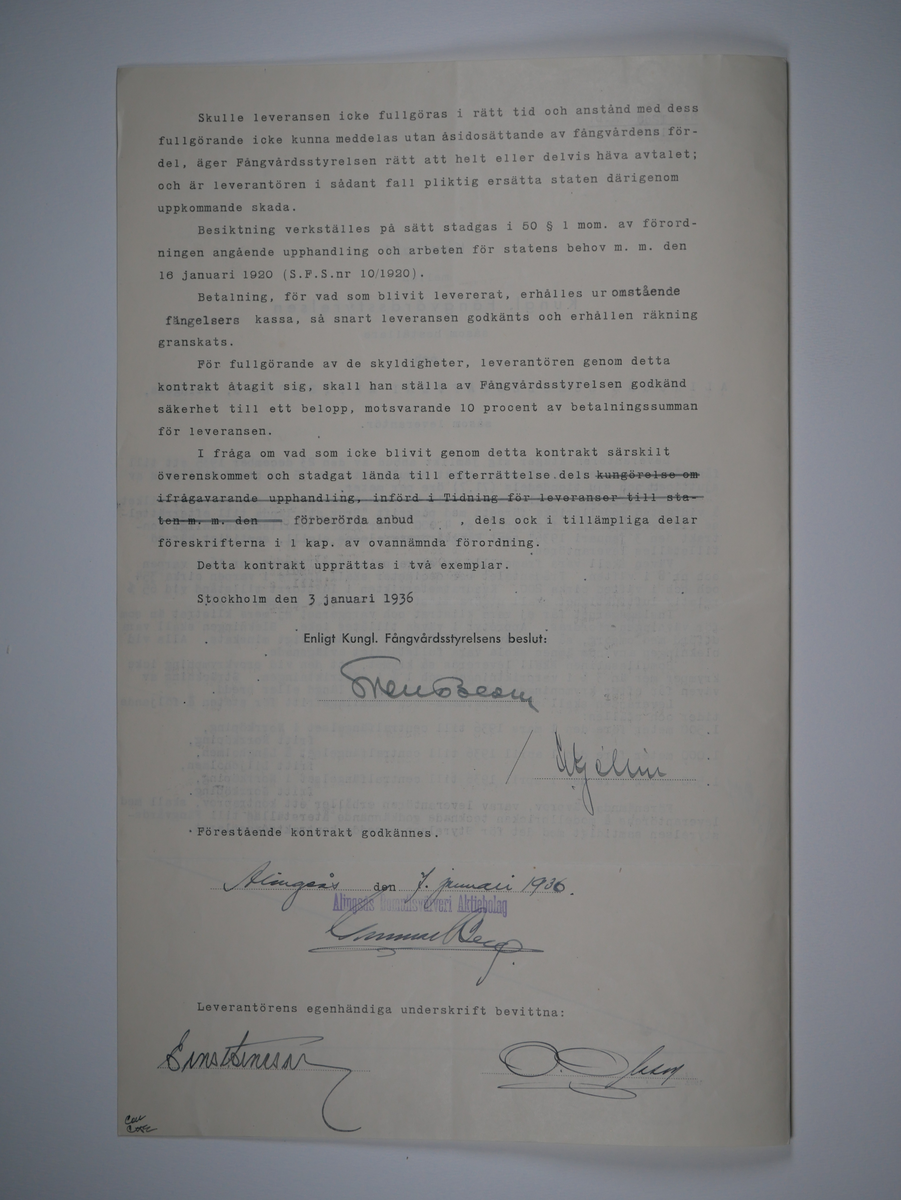 Skulle leveransen icke fullgöras i rätt tid och anstånd med dess
fullgörande icke kunna meddelas utan åsidosättande av fångvårdens för-
del, äger Fångvårdsstyrelsen rätt att helt eller delvis häva avtalet;
och är leverantören i sådant fall pliktig ersätta staten därigenom
uppkommande skada.
Besiktning verkställes på sätt stadgas i 50 § 1 mom. av förord-
ningen angående upphandling och arbeten för statens behov m. m. den
16 januari 1920 (S.F.S.nr 10/1920).
Betalning, för vad som blivit levererat, erhålles ur omstående
fängelsers kassa, så snart leveransen godkänts och erhållen räkning
granskats.
För fullgörande av de skyldigheter, leverantören genom detta
kontrakt åtagit sig, skall han ställa av Fångvårdsstyrelsen godkänd
säkerhet till ett belopp, motsvarande 10 procent av betalningssumman
för leveransen.
I fråga om vad som icke blivit genom detta kontrakt särskilt
överenskommet och stadgat lända till efterrättelse dels kungörelse om
ifrågavarande upphandling, införd i Tidning för leveranser till sta-
ten m. m. den förberörda anbud , dels ock i tillämpliga delar
föreskrifterna i 1 kap. av ovannämnda förordning.
Detta kontrakt upprättas i två exemplar.
Stockholm den 3 januari 1936
Enligt Kungl. Fångvårdsstyrelsens beslut:
Förestående kontrakt godkännes.
Alingsås den 7. januari 1936.
Alingsås Bomullsväveri Aktiebolag
Leverantörens egenhändiga underskrift bevittna: